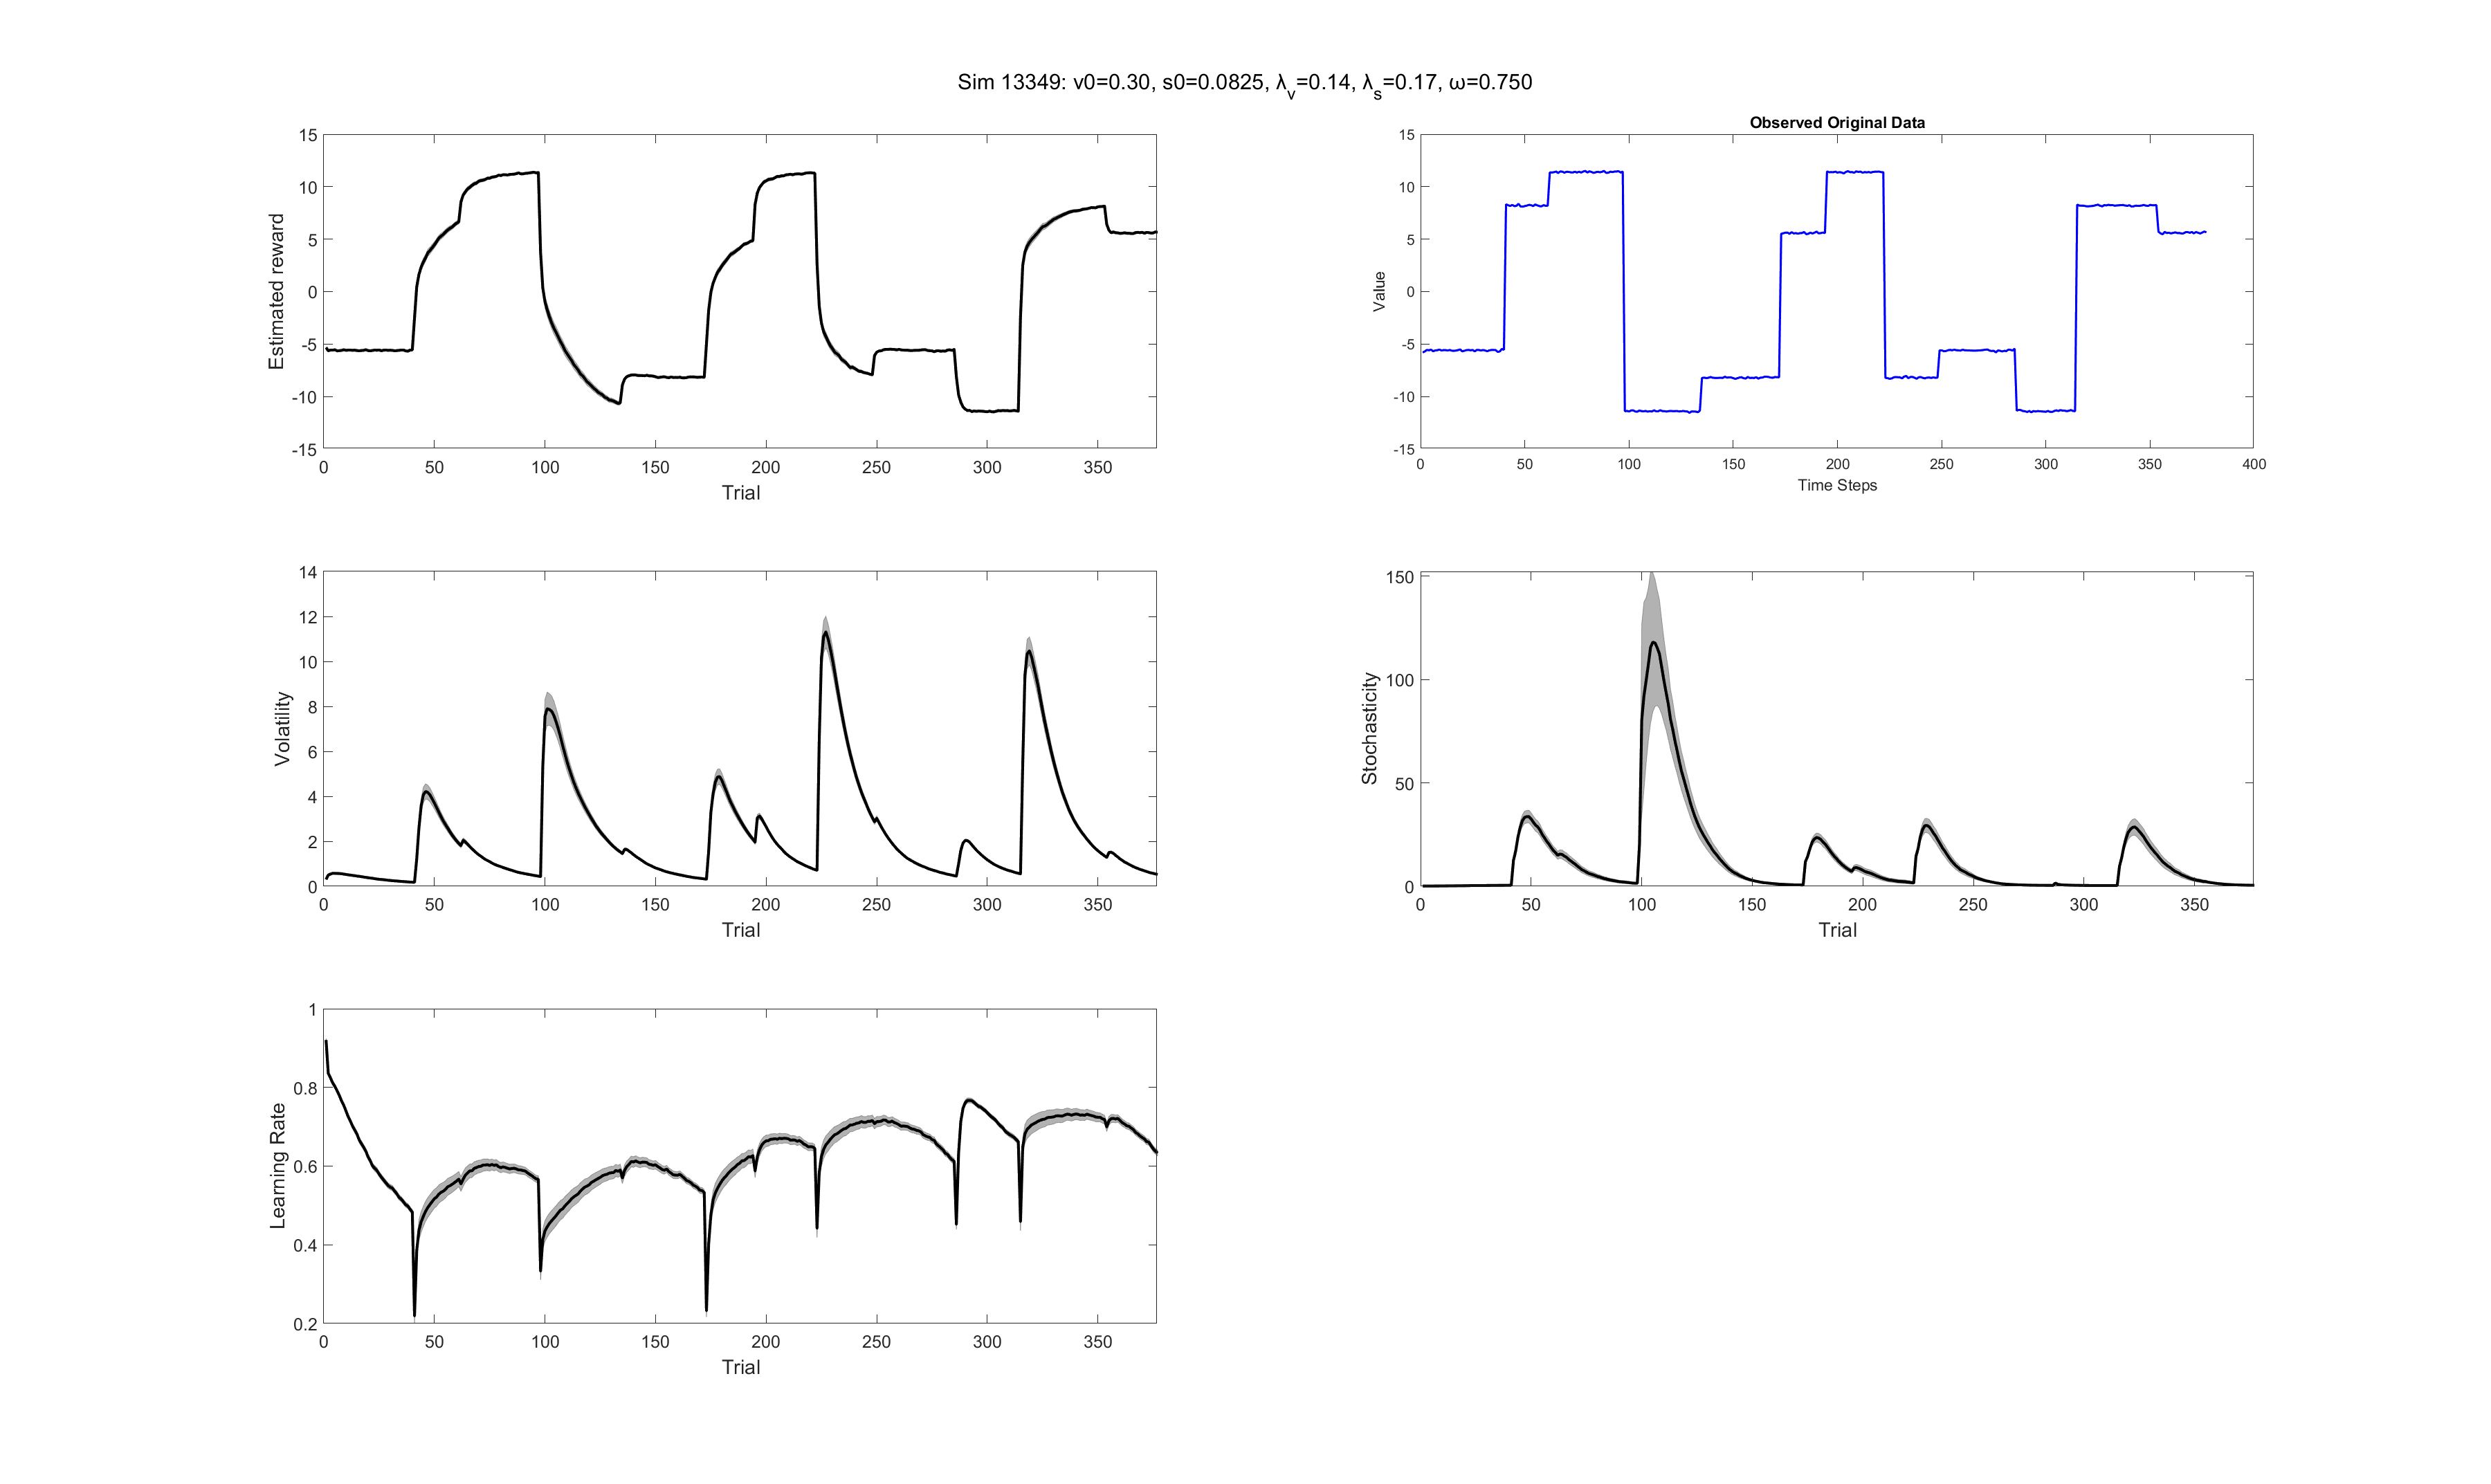 Sim 13349: v0=0.30, s0=0.0825, λv=0.14, λs=0.17, ω=0.750
15
10
5
0
-5
-10
-15
Estimated reward
0 50 100 150 200 250 300 350
Trial
Observed Original Data
15
10
5
0
-5
-10
-15
Value
0 50 100 150 200 250 300 350 400
Time Steps
14
12
10
8
6
4
2
0
Volatility
0 50 100 150 200 250 300 350
Trial
150
100
50
0
Stochasticity
0 50 100 150 200 250 300 350
Trial
1
0.8
0.6
0.4
0.2
Learning Rate
0 50 100 150 200 250 300 350
Trial